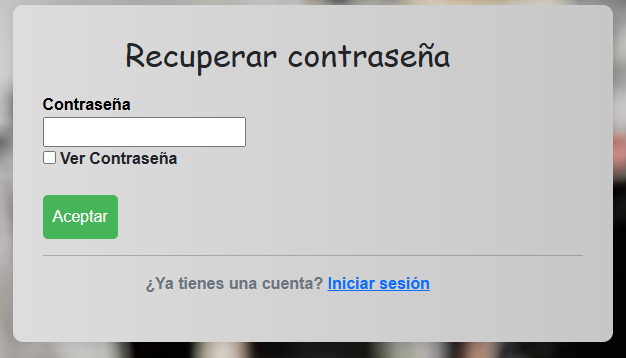 Recuperar contraseña
Contraseña
Ver Contraseña
Aceptar
¿Ya tienes una cuenta? Iniciar sesión